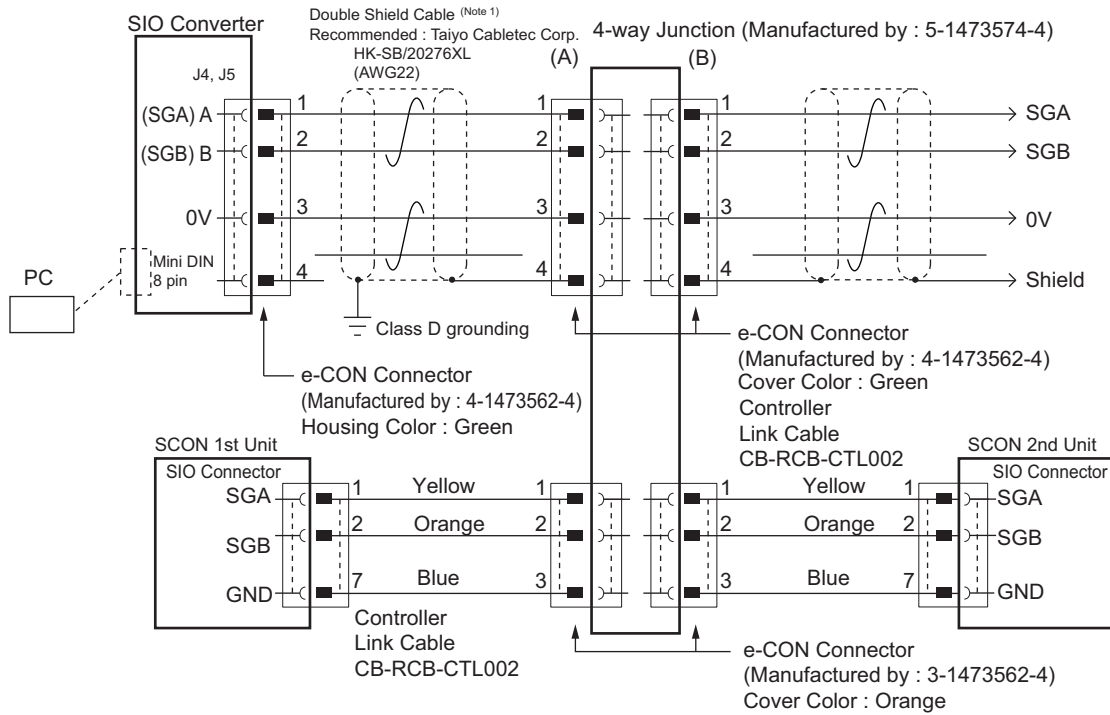 SIO Converter
Double Shield Cable (Note 1)
Recommended : Taiyo Cabletec Corp.
HK-SB/20276XL
(AWG22)
4-way Junction (Manufactured by : 5-1473574-4)
(A)
(B)
J4, J5
(SGA) A
1
1
1
SGA
(SGB) B
2
2
2
SGB
0V
3
3
3
0V
Mini DIN
8 pin
4
4
4
Shield
PC
Class D grounding
e-CON Connector
(Manufactured by : 4-1473562-4)
Housing Color : Green
e-CON Connector
(Manufactured by : 4-1473562-4)
Cover Color : Green
Controller
Link Cable
CB-RCB-CTL002
SCON 1st Unit
SIO Connector
SCON 2nd Unit
SIO Connector
SGA
1
Yellow
1
1
Yellow
1
SGA
SGB
2
Orange
2
2
Orange
2
SGB
GND
7
Blue
3
3
Blue
7
GND
Controller
Link Cable
CB-RCB-CTL002
e-CON Connector
(Manufactured by : 3-1473562-4)
Cover Color : Orange